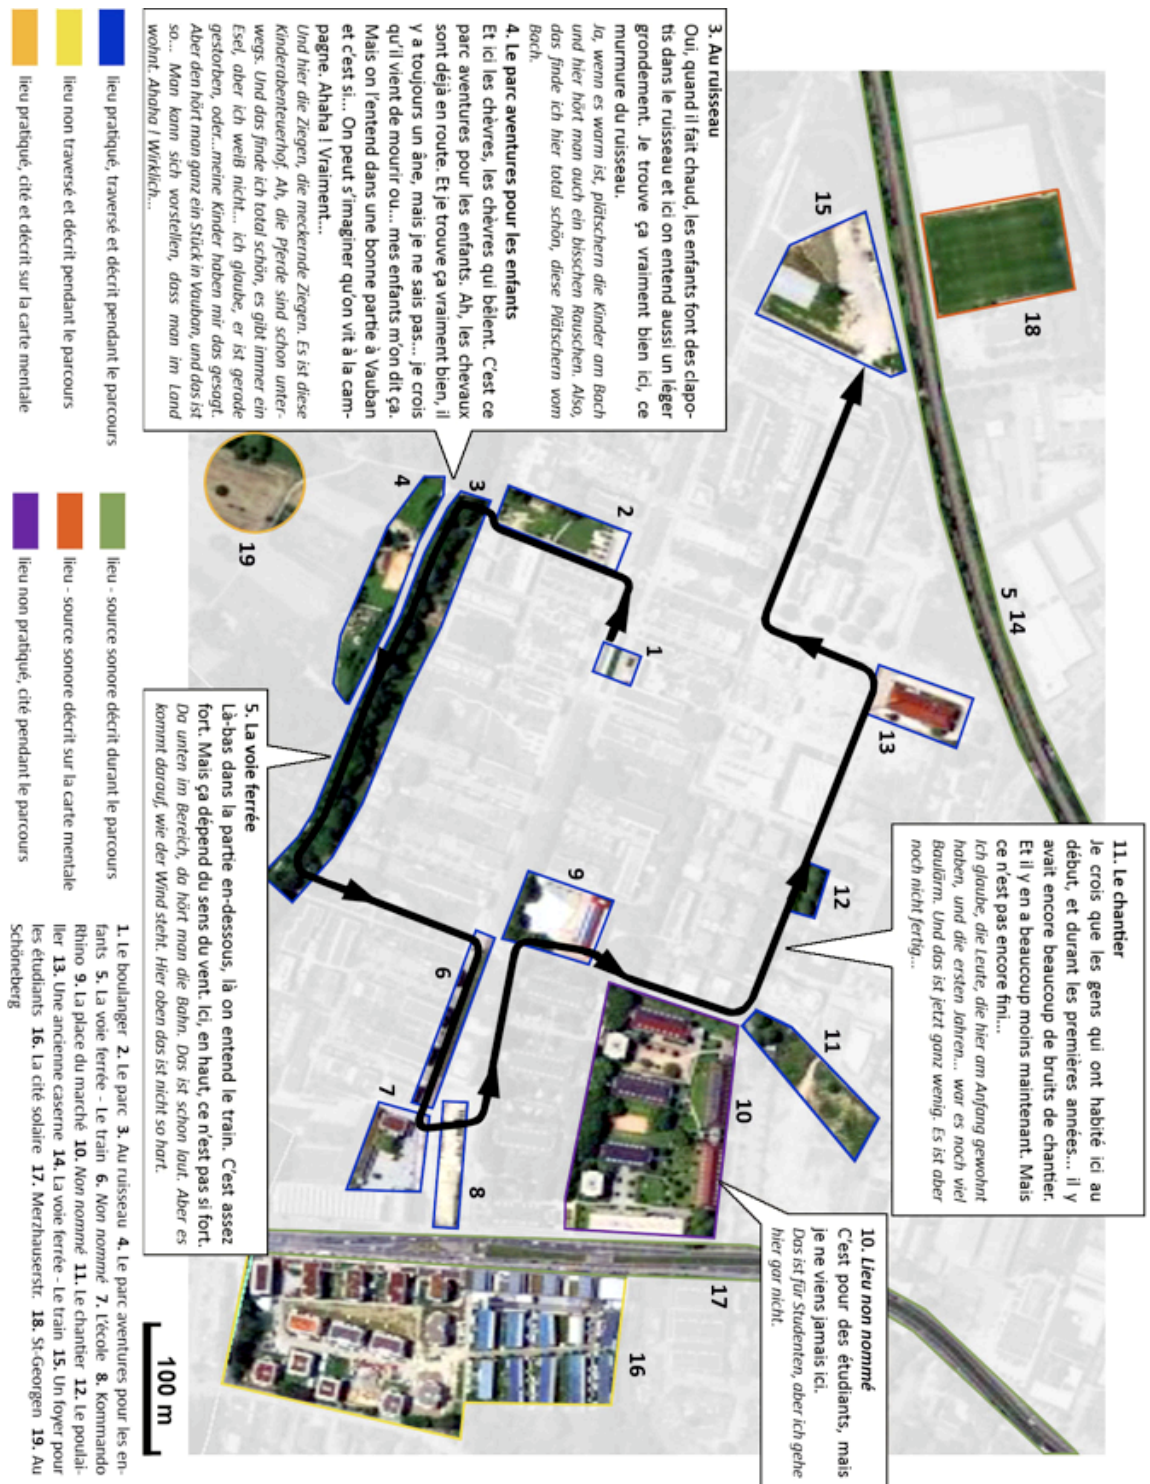 3. Au ruisseau
Oui, quand il fait chaud, les enfants font des clapo-
tis dans le ruisseau et ici on entend aussi un léger
grondement. Je trouve ça vraiment bien ici, ce
murmure du ruisseau.
Ja, wenn es warm ist, plätschern die Kinder am Bach
und hier hört man auch ein bisschen Rauschen. Also,
das finde ich hier total schön, diese Plätschern vom
Bach.
4. Le parc aventures pour les enfants
Et ici les chèvres, les chèvres qui bêlent. C'est ce
parc aventures pour les enfants. Ah, les chevaux
sont déjà en route. Et je trouve ça vraiment bien, il
y a toujours un âne, mais je ne sais pas... je crois
qu'il vient de mourir ou... mes enfants m'on dit ça.
Mais on l'entend dans une bonne partie à Vauban
et c'est si... On peut s'imaginer qu'on vit à la cam-
pagne. Ahaha ! Vraiment...
Und hier die Ziegen, die meckernde Ziegen. Es ist diese
Kinderabenteuerhof. Ah, die Pferde sind schon unter-
wegs. Und das finde ich total schön, es gibt immer ein
Esel, aber ich weiß nicht... ich glaube, er ist gerade
gestorben, oder...meine Kinder haben mir das gesagt.
Aber den hört man ganz ein Stück in Vauban, und das ist
so... Man kann sich vorstellen, dass man im Land
wohnt. Ahaha ! Wirklich...
11. Le chantier
Je crois que les gens qui ont habité ici au
début, et durant les premières années... il y
avait encore beaucoup de bruits de chantier.
Et il y en a beaucoup moins maintenant. Mais
ce n'est pas encore fini...
Ich glaube, die Leute, die hier am Anfang gewohnt
haben, und die ersten Jahren... war es noch viel
Baulärm. Und das ist jetzt ganz wenig. Es ist aber
noch nicht fertig...
10. Lieu non nommé
C'est pour des étudiants, mais
je ne viens jamais ici.
Das ist für Studenten, aber ich gehe
hier gar nicht.
5. La voie ferrée
Là-bas dans la partie en-dessous, là on entend le train. C'est assez
fort. Mais ça dépend du sens du vent. Ici, en haut, ce n'est pas si fort.
Da unten im Bereich, da hört man die Bahn. Das ist schon laut. Aber es
kommt darauf, wie der Wind steht. Hier oben das ist nicht so hart.
18
15
5 14
13
12
11
10
17
16
9
8
7
6
1
2
3
4
19
100 m
lieu pratiqué, traversé et décrit pendant le parcours
lieu non traversé et décrit pendant le parcours
lieu pratiqué, cité et décrit sur la carte mentale
lieu - source sonore décrit durant le parcours
lieu - source sonore décrit sur la carte mentale
lieu non pratiqué, cité pendant le parcours
1. Le boulanger 2. Le parc 3. Au ruisseau 4. Le parc aventures pour les en-
fants 5. La voie ferrée - Le train 6. Non nommé 7. L'école 8. Kommando
Rhino 9. La place du marché 10. Non nommé 11. Le chantier 12. Le poulai-
ller 13. Une ancienne caserne 14. La voie ferrée - Le train 15. Un foyer pour
les étudiants 16. La cité solaire 17. Merzhauserstr. 18. St-Georgen 19. Au
Schöneberg